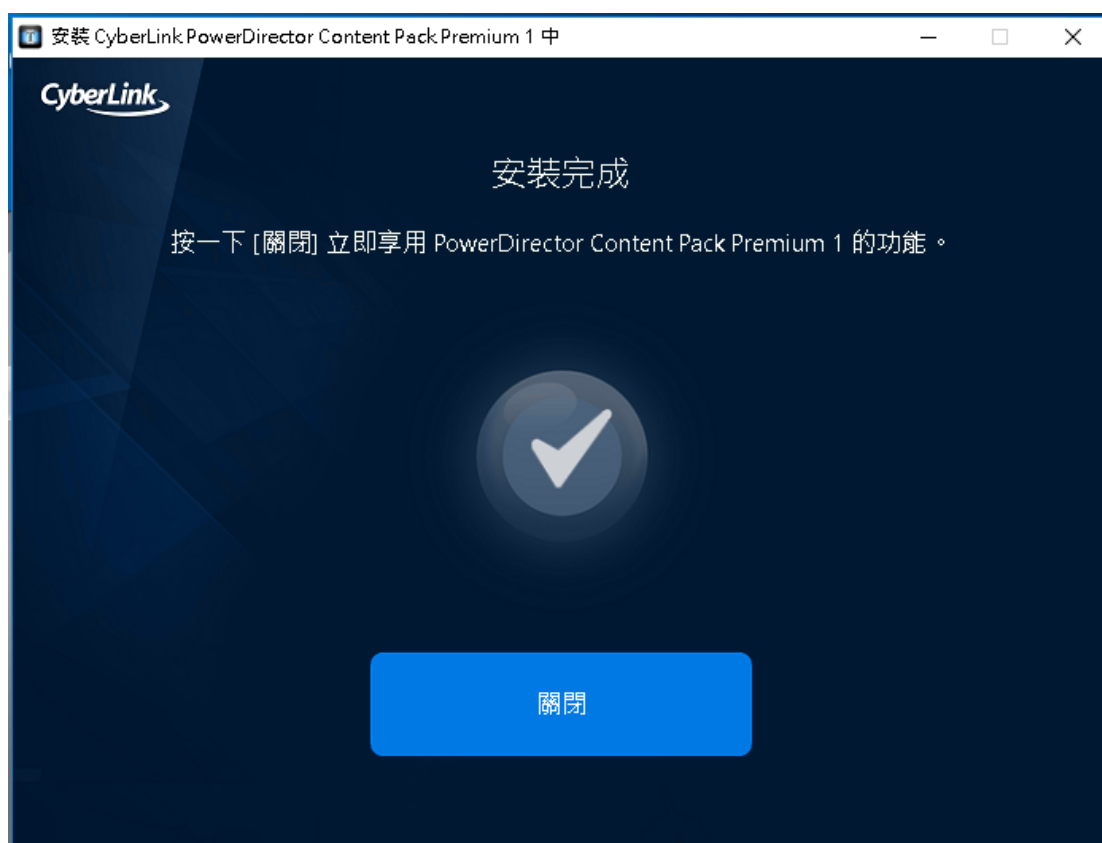 安裝 CyberLink PowerDirector Content Pack Premium 1 中
CyberLink
安裝完成
按一下 [關閉] 立即享用 PowerDirector Content Pack Premium 1 的功能。
關閉